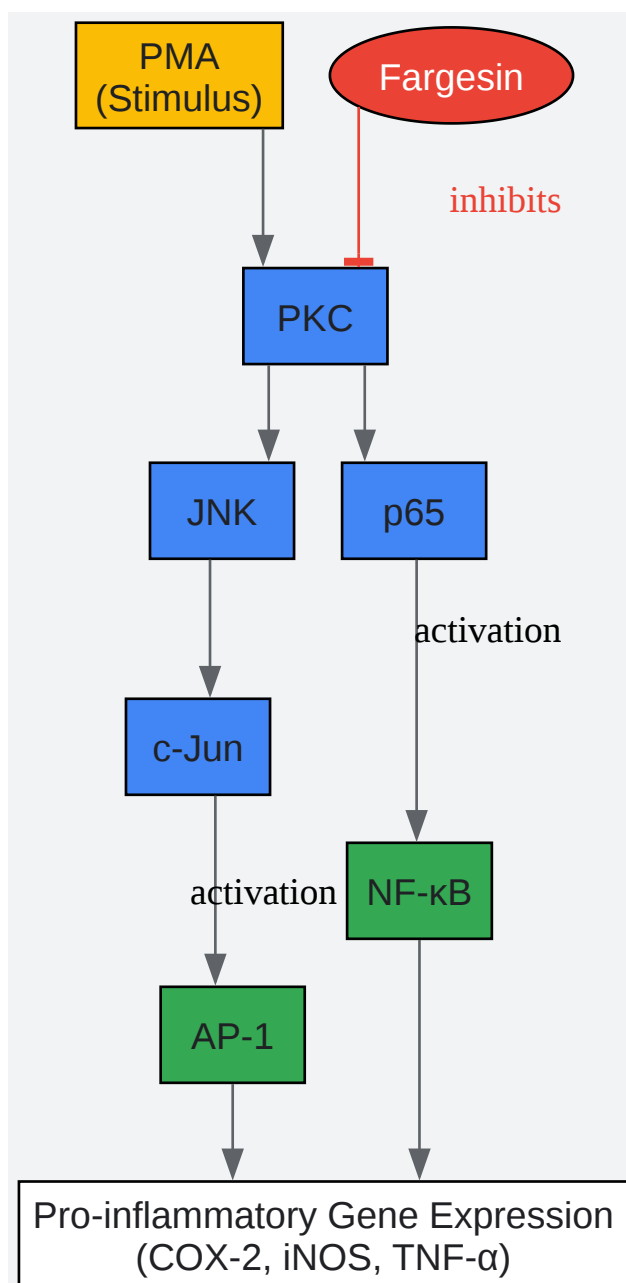 PMA
(Stimulus)
Fargesin
inhibits
PKC
JNK
p65
activation
c-Jun
activation
NF-κB
AP-1
Pro-inflammatory Gene Expression
(COX-2, iNOS, TNF-α)